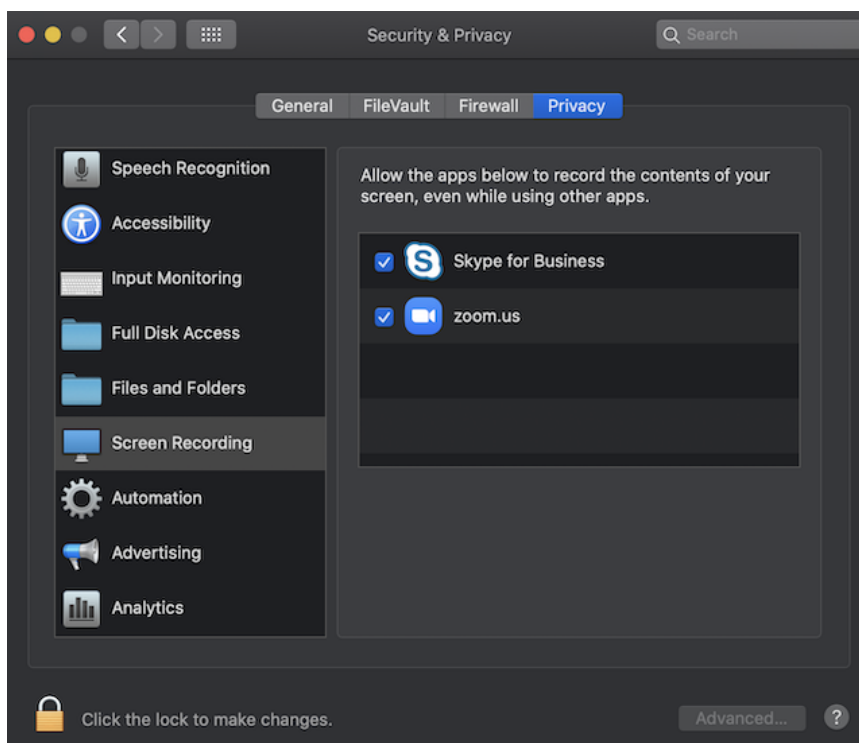 Security & Privacy
Search
General FileVault Firewall Privacy
Speech Recognition
Accessibility
Input Monitoring
Full Disk Access
Files and Folders
Screen Recording
Automation
Advertising
Analytics
Allow the apps below to record the contents of your
screen, even while using other apps.
Skype for Business
zoom.us
Click the lock to make changes.
Advanced...
?